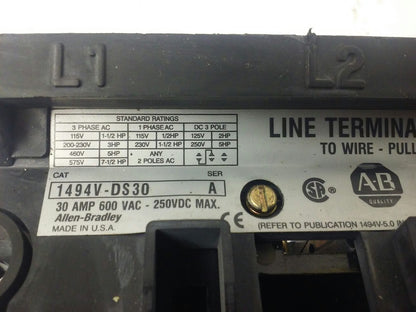 L1 L2
STANDARD RATINGS
3 PHASE AC 1 PHASE AC DC 3 POLE
115V 1-1/2 HP 115V 1/2HP 125V 2HP
200-230V 3HP 230V 1-1/2 HP 250V 5HP
460V 5HP + ANY
575V 7-1/2 HP 2 POLES AC
LINE TERMINA
TO WIRE - PULL
CAT SER
1494V-DS30 A
30 AMP 600 VAC - 250VDC MAX.
Allen-Bradley
MADE IN U.S.A.
CE
SA
AB
QUALITY
(REFER TO PUBLICATION 1494V-5.0 IN